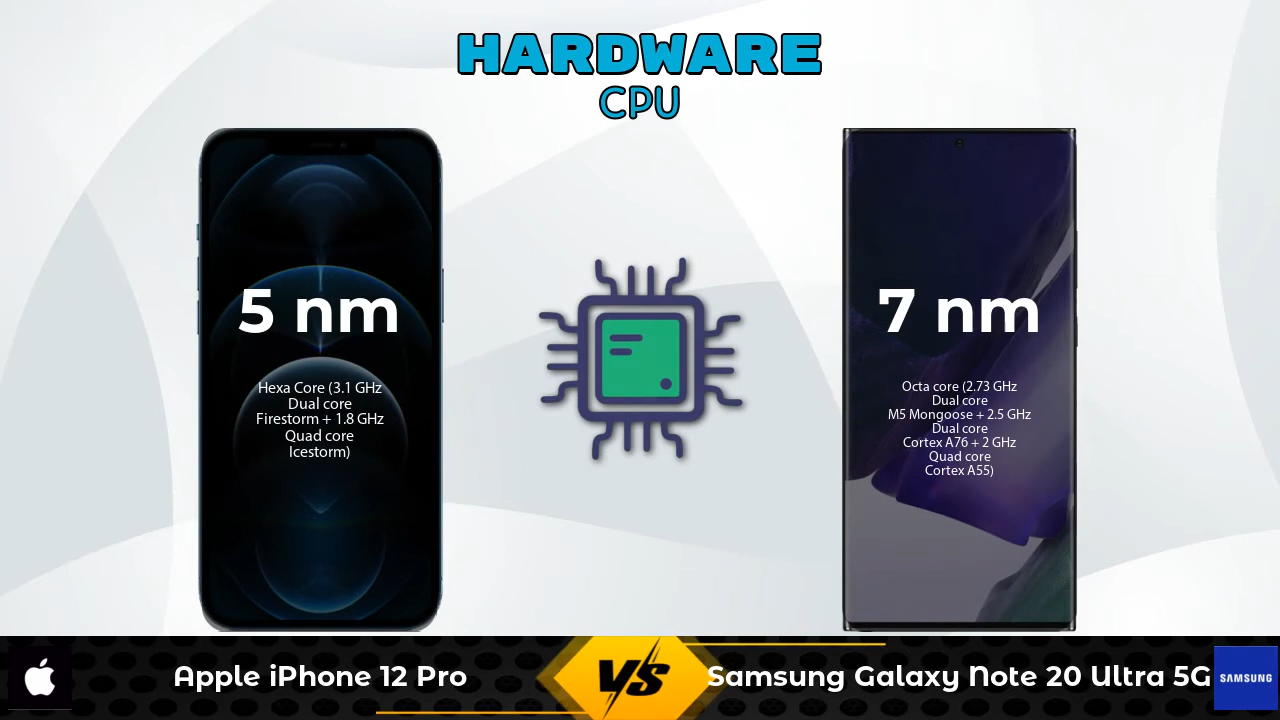 HARDWARE
CPU
5 nm
Hexa Core (3.1 GHz
Dual core
Firestorm + 1.8 GHz
Quad core
Icestorm)
7 nm
Octa core (2.73 GHz
Dual core
M5 Mongoose + 2.5 GHz
Dual core
Cortex A76 + 2 GHz
Quad core
Cortex A55)
Apple iPhone 12 Pro
VS
Samsung Galaxy Note 20 Ultra 5G
SAMSUNG